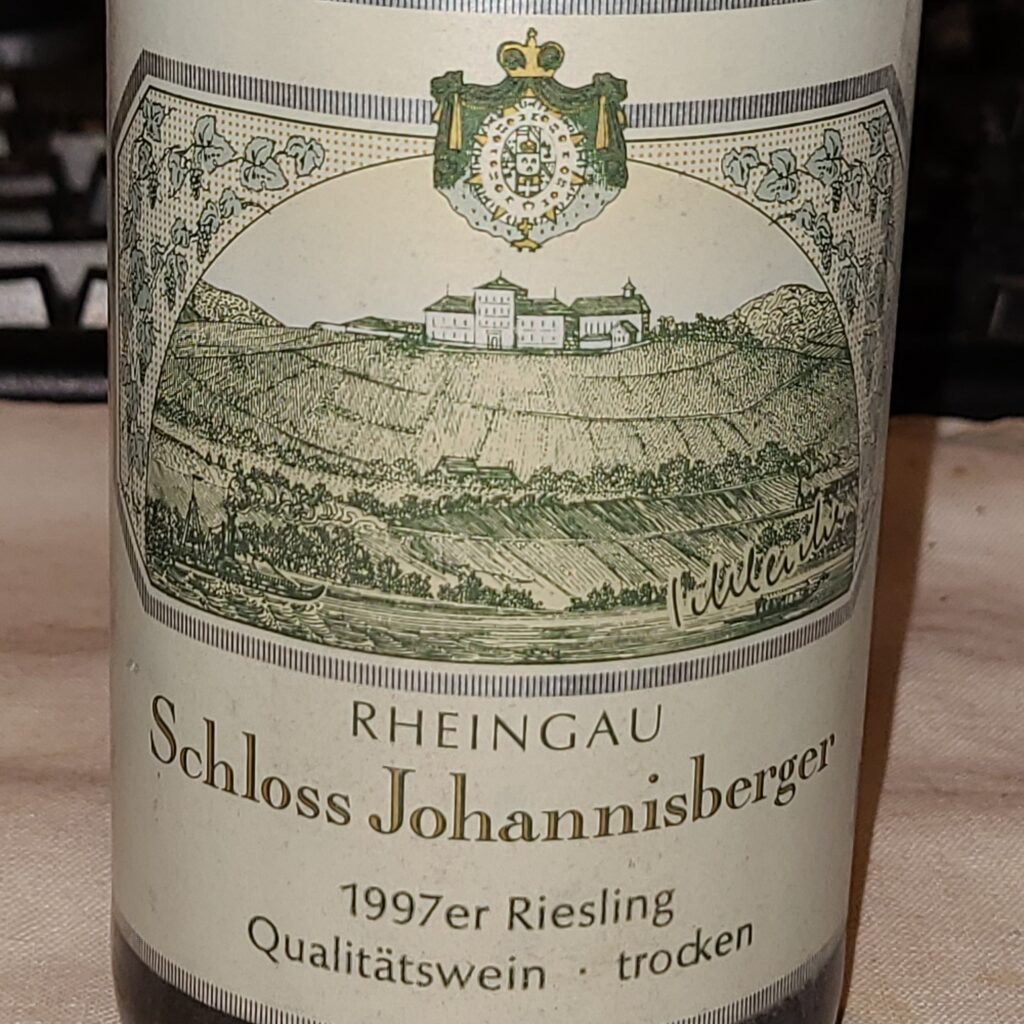 RHEINGAU
Schloss Johannisberger
1997er Riesling
Qualitätswein · trocken